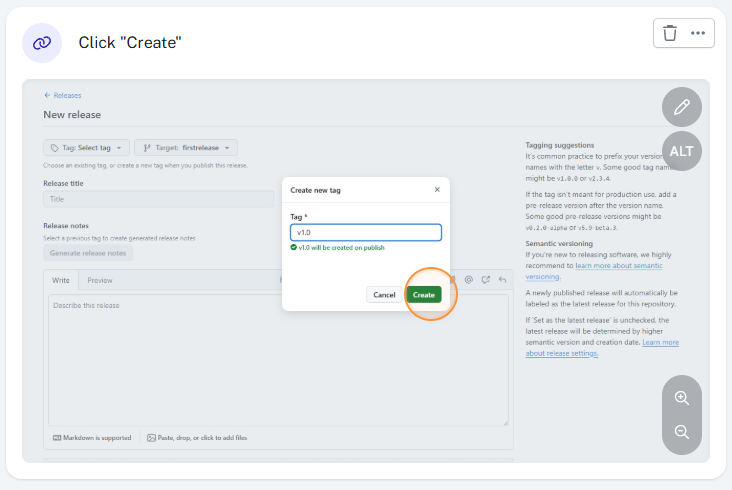 Click "Create"
Releases
New release
Tag: Select tag
Target: firstrelease
Choose an existing tag, or create a new tag when you publish this release.
Release title
Title
Release notes
Select a previous tag to create generated release notes
Generate release notes
Write
Preview
Describe this release
Markdown is supported
Paste, drop, or click to add files
Create new tag
Tag *
v1.0
v1.0 will be created on publish
Cancel
Create
Tagging suggestions
It's common practice to prefix your version
names with the letter v. Some good tag names
might be v1.0.0 or v2.3.4.
If the tag isn't meant for production use, add a
pre-release version after the version name.
Some good pre-release versions might be
v0.2.0-alpha or v5.9-beta.3.
Semantic versioning
If you're new to releasing software, we highly
recommend to learn more about semantic
versioning.
A newly published release will automatically be
labeled as the latest release for this repository.
If 'Set as the latest release' is unchecked, the
latest release will be determined by higher
semantic version and creation date. Learn more
about release settings.
ALT